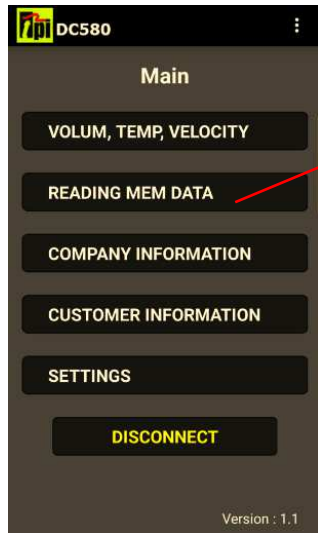 TPI DC580
Main
VOLUM, TEMP, VELOCITY
READING MEM DATA
COMPANY INFORMATION
CUSTOMER INFORMATION
SETTINGS
DISCONNECT
Version : 1.1